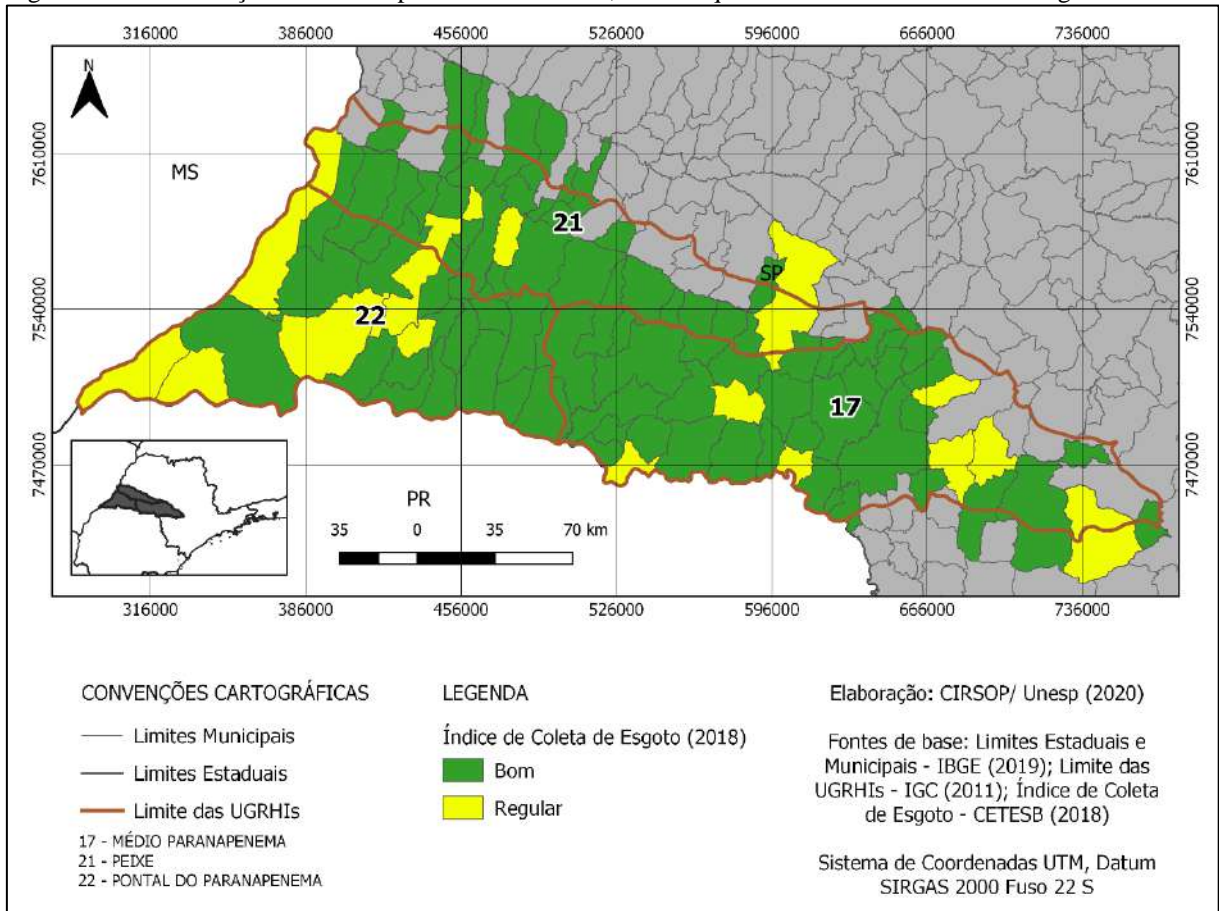 316000 386000 456000 526000 596000 666000 736000
N
MS
7610000 7610000
21
SP
7540000 7540000
22
17
7470000 7470000
PR
35 0 35 70 km
316000 386000 456000 526000 596000 666000 736000
CONVENÇÕES CARTOGRÁFICAS
Limites Municipais
Limites Estaduais
Limite das UGRHIs
17 - MÉDIO PARANAPENEMA
21 - PEIXE
22 - PONTAL DO PARANAPENEMA
LEGENDA
Índice de Coleta de Esgoto (2018)
Bom
Regular
Elaboração: CIRSOP/ Unesp (2020)
Fontes de base: Limites Estaduais e
Municipais - IBGE (2019); Limite das
UGRHIs - IGC (2011); Índice de Coleta
de Esgoto - CETESB (2018)
Sistema de Coordenadas UTM, Datum
SIRGAS 2000 Fuso 22 S